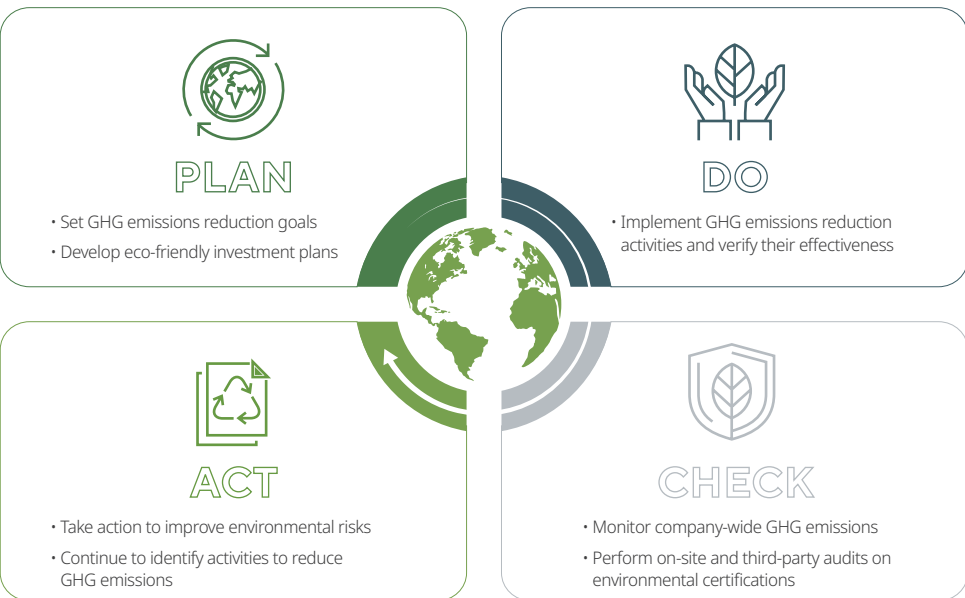 PLAN
• Set GHG emissions reduction goals
• Develop eco-friendly investment plans
DO
• Implement GHG emissions reduction
activities and verify their effectiveness
ACT
• Take action to improve environmental risks
• Continue to identify activities to reduce
GHG emissions
CHECK
• Monitor company-wide GHG emissions
• Perform on-site and third-party audits on
environmental certifications